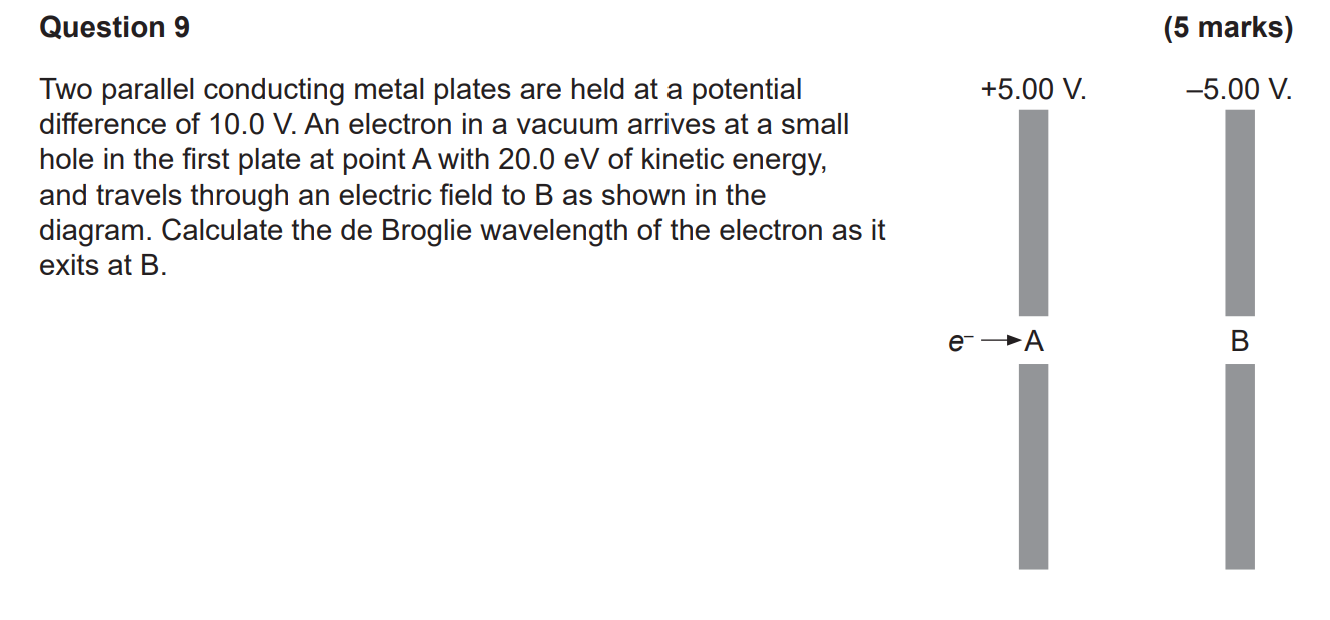 Question 9 (5 marks)
Two parallel conducting metal plates are held at a potential
difference of 10.0 V. An electron in a vacuum arrives at a small
hole in the first plate at point A with 20.0 eV of kinetic energy,
and travels through an electric field to B as shown in the
diagram. Calculate the de Broglie wavelength of the electron as it
exits at B.
+5.00 V. –5.00 V.
e⁻ A B